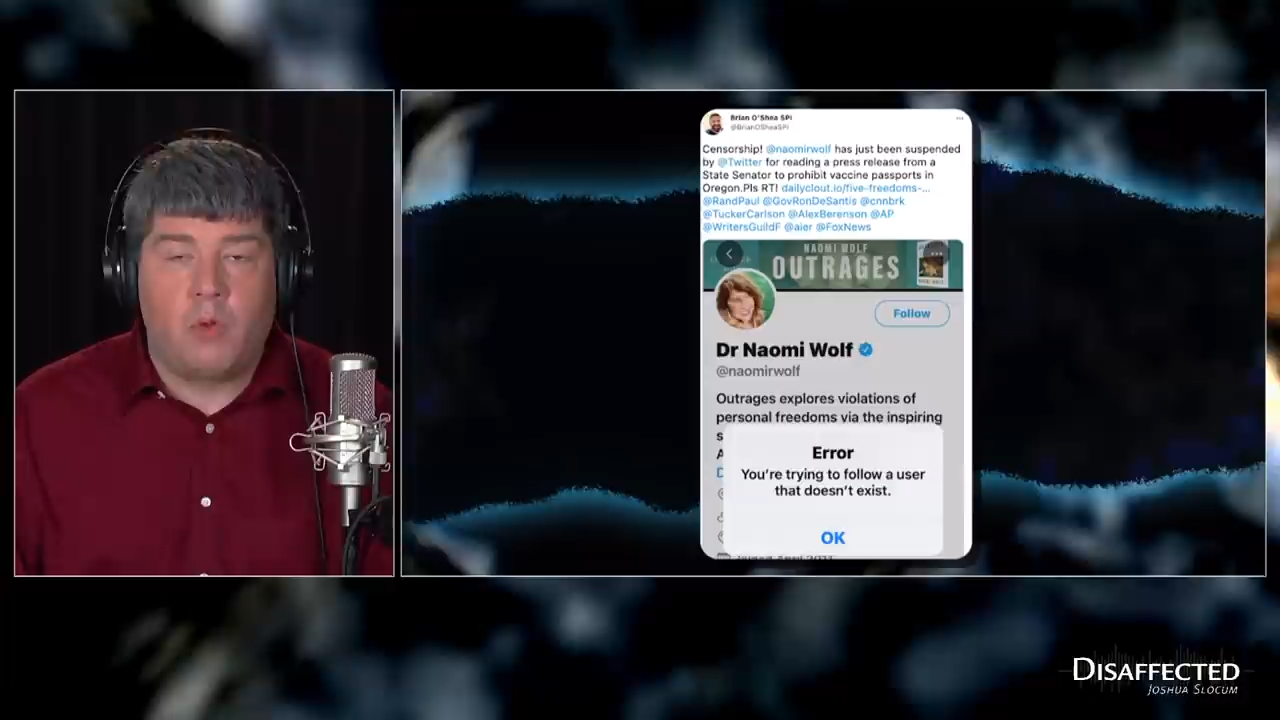 Brian O'Shea SPI
@BrianOSheaSPI
Censorship! @naomirwolf has just been suspended
by @Twitter for reading a press release from a
State Senator to prohibit vaccine passports in
Oregon.Pls RT! dailyclout.io/five-freedoms-...
@RandPaul @GovRonDeSantis @cnnbrk
@TuckerCarlson @AlexBerenson @AP
@WritersGuildF @aier @FoxNews
NAOMI WOLF
OUTRAGES
Follow
Dr Naomi Wolf
@naomirwolf
Outrages explores violations of
personal freedoms via the inspiring
s
A
D
Error
You're trying to follow a user
that doesn't exist.
OK
Joined April 2011
DISAFFECTED
JOSHUA SLOCUM